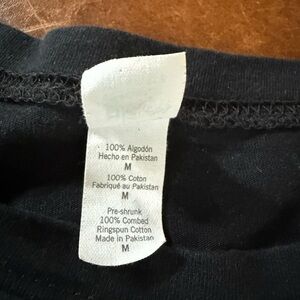 100% Algodón
Hecho en Pakistan
M
100% Coton
Fabriqué au Pakistan
M
Pre-shrunk
100% Combed
Ringspun Cotton
Made in Pakistan
M